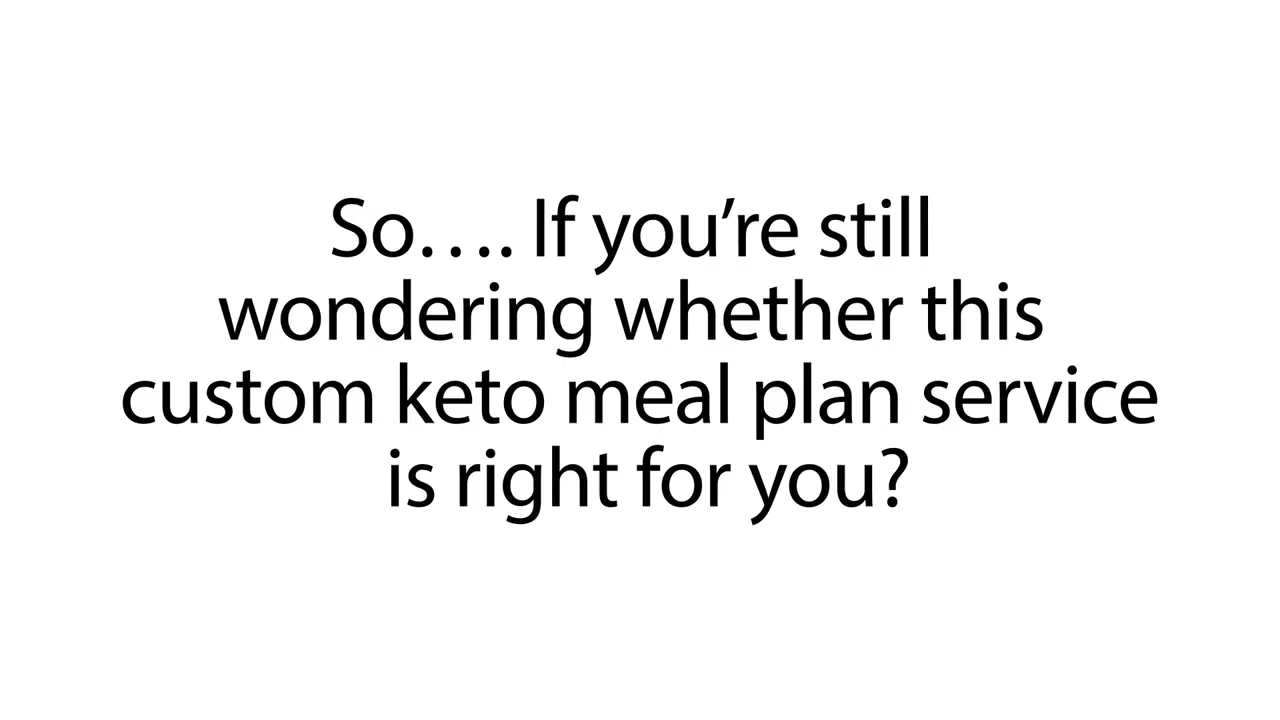 So…. If you’re still
wondering whether this
custom keto meal plan service
is right for you?